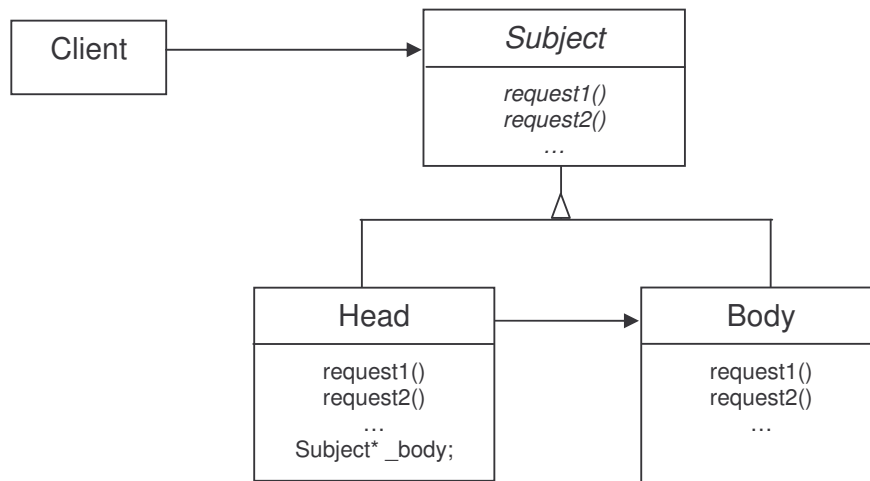 Client
Subject
request1()
request2()
...
Head
request1()
request2()
...
Subject* _body;
Body
request1()
request2()
...